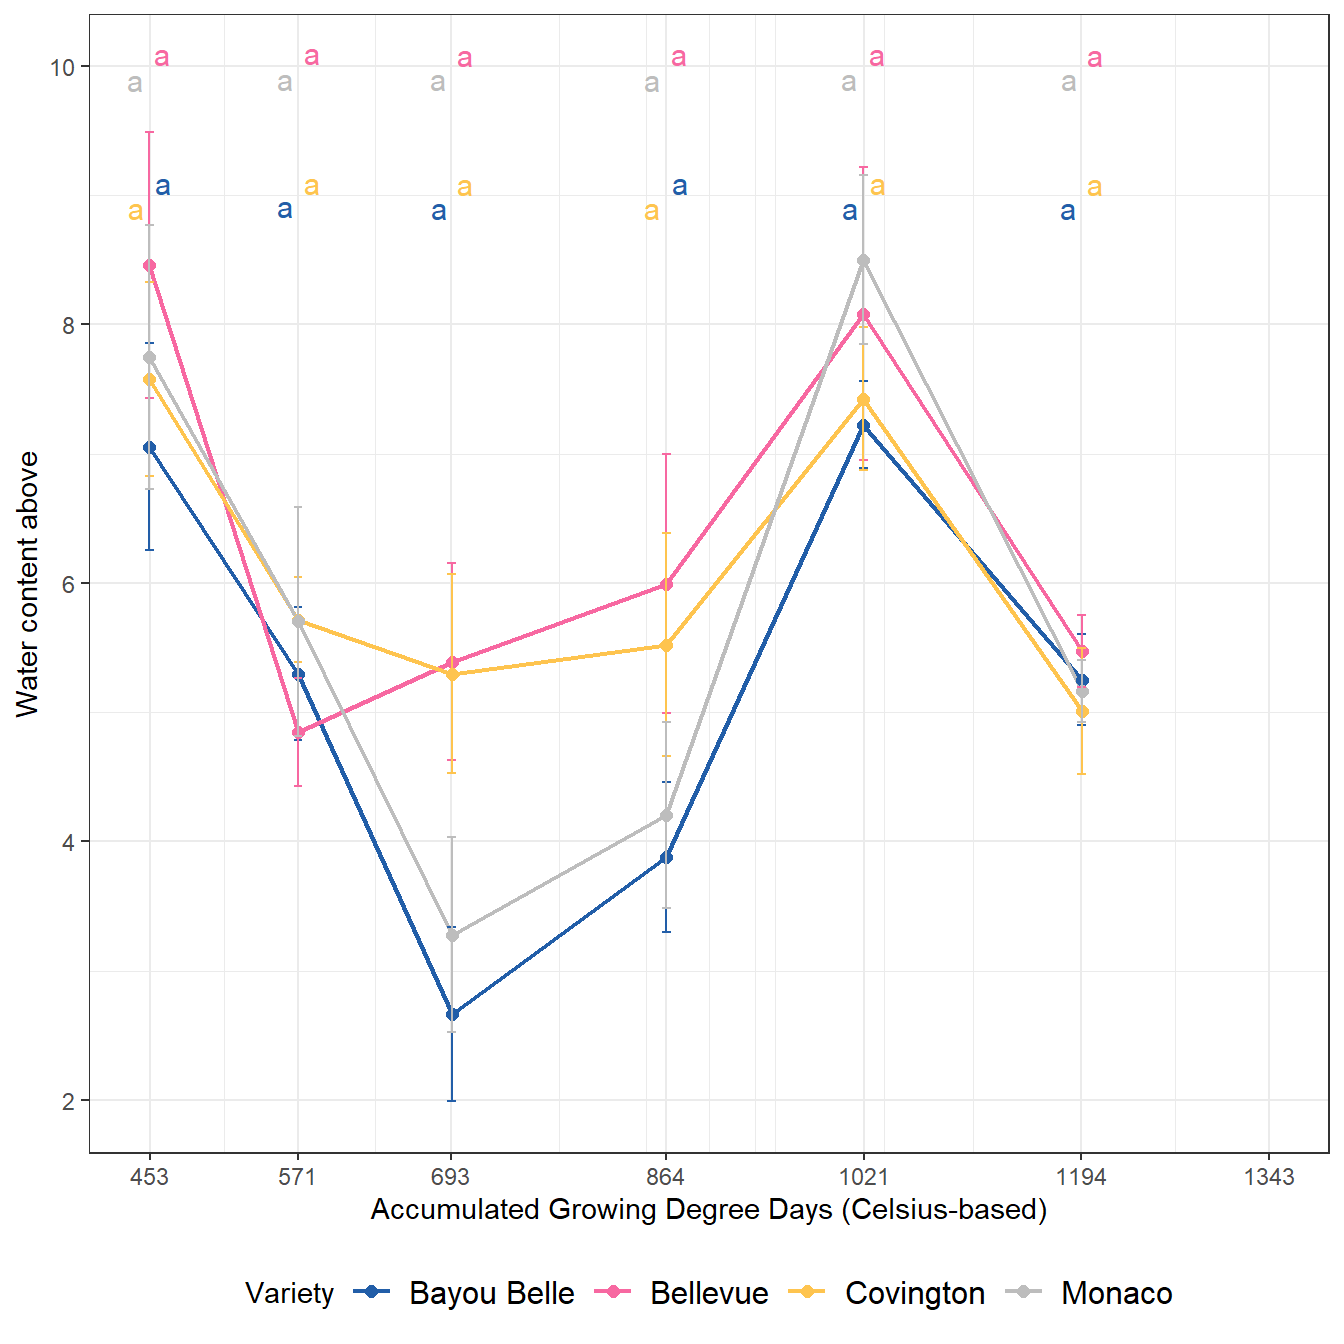 10
8
6
4
2
Water content above
a a a a a a
a a a a a a
a a a a a a
a a a a a a
453 571 693 864 1021 1194 1343
Accumulated Growing Degree Days (Celsius-based)
Variety Bayou Belle Bellevue Covington Monaco